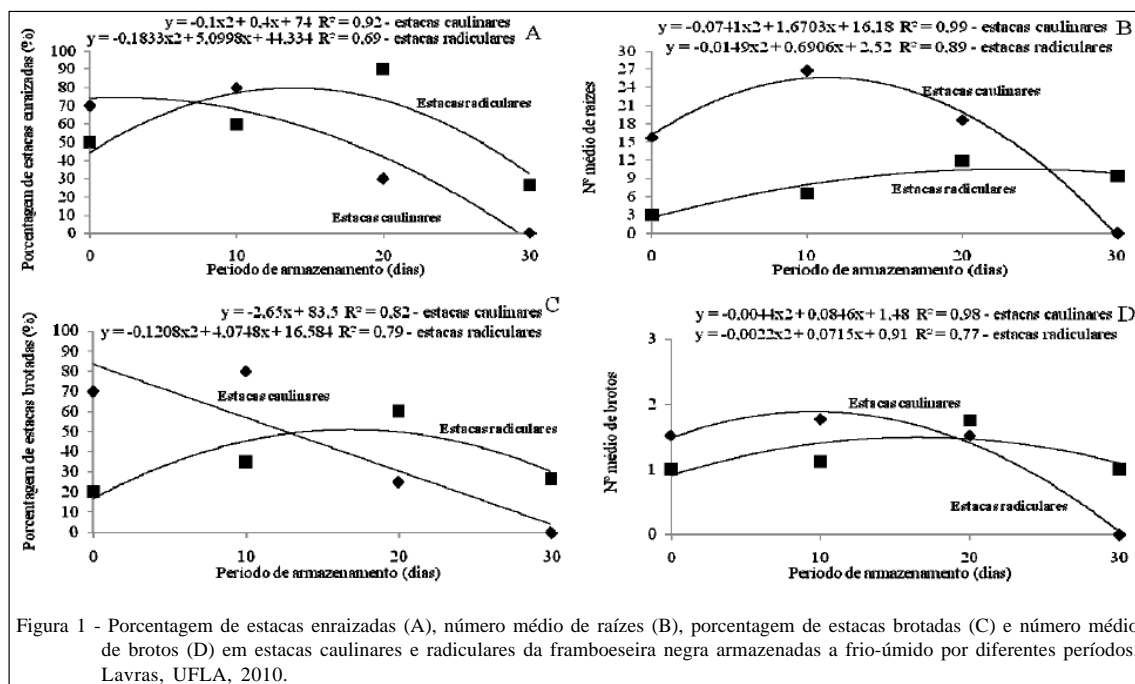 y = -0,1x2 + 0,4x + 74 R² = 0,92 - estacas caulinares
y = -0,1833x2 + 5,0998x + 44,334 R² = 0,69 - estacas radiculares
A
Porcentagem de estacas enraizadas (%)
100
90
80
70
60
50
40
30
20
10
0
Estacas radiculares
Estacas caulinares
0 10 20 30
Período de armazenamento (dias)
y = -0,0741x2 + 1,6703x + 16,18 R² = 0,99 - estacas caulinares
y = -0,0149x2 + 0,6906x + 2,52 R² = 0,89 - estacas radiculares
B
Nº médio de raízes
30
27
24
21
18
15
12
9
6
3
0
Estacas caulinares
Estacas radiculares
0 10 20 30
Período de armazenamento (dias)
y = -2,65x + 83,5 R² = 0,82 - estacas caulinares
y = -0,1208x2 + 4,0748x + 16,584 R² = 0,79 - estacas radiculares
C
Porcentagem de estacas brotadas (%)
100
90
80
70
60
50
40
30
20
10
0
Estacas caulinares
Estacas radiculares
0 10 20 30
Período de armazenamento (dias)
y = -0,0044x2 + 0,0846x + 1,48 R² = 0,98 - estacas caulinares
y = -0,0022x2 + 0,0715x + 0,91 R² = 0,77 - estacas radiculares
D
Nº médio de brotos
3
2
1
0
Estacas caulinares
Estacas radiculares
0 10 20 30
Período de armazenamento (dias)
Figura 1 - Porcentagem de estacas enraizadas (A), número médio de raízes (B), porcentagem de estacas brotadas (C) e número médio
de brotos (D) em estacas caulinares e radiculares da framboeseira negra armazenadas a frio-úmido por diferentes períodos.
Lavras, UFLA, 2010.